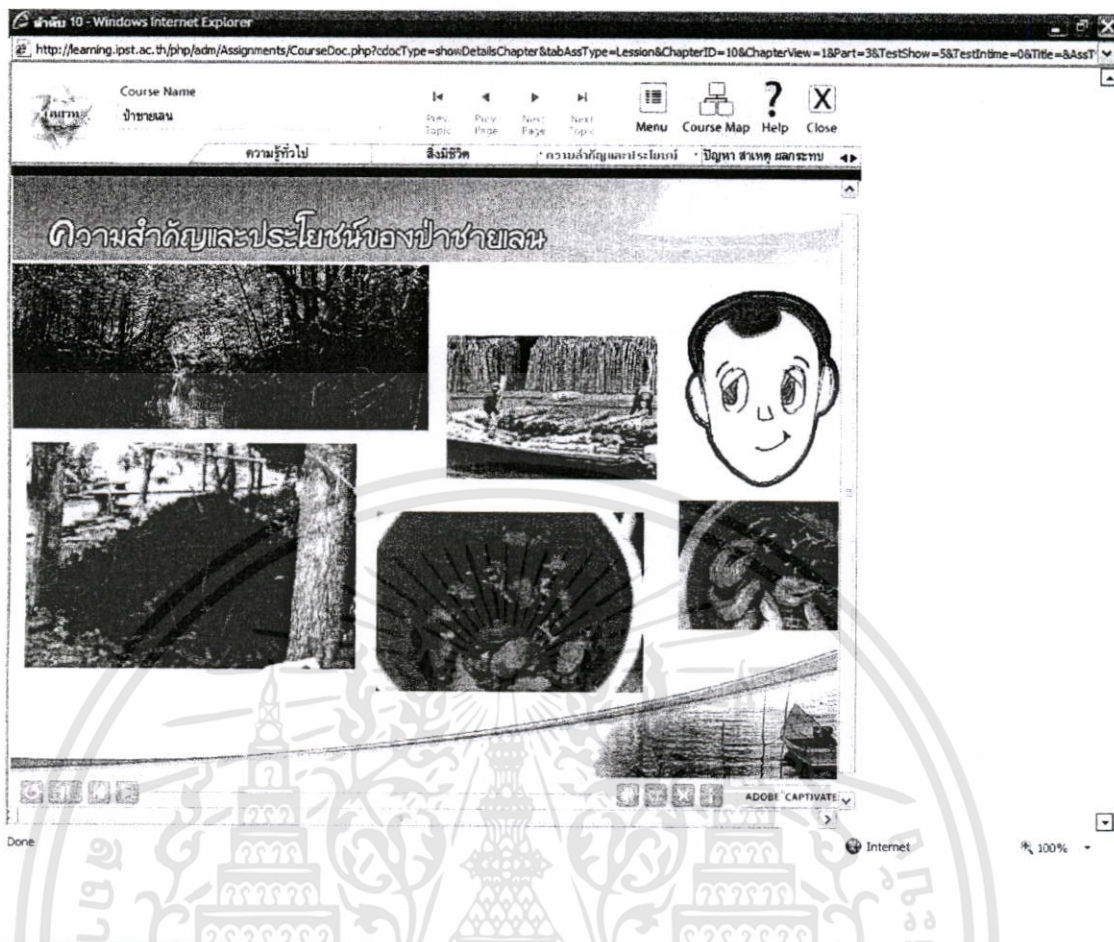 ลำดับ 10 - Windows Internet Explorer
http://learning.ipst.ac.th/php/adm/Assignments/CourseDoc.php?cdocType=showDetailsChapter&tabAssType=Lession&ChapterID=10&ChapterView=1&Part=3&TestShow=5&TestIntime=0&Title=&AssT
Course Name
ป่าชายเลน
Prev. Topic
Prev. Page
Next Page
Next Topic
Menu
Course Map
Help
Close
ความรู้ทั่วไป
สิ่งมีชีวิต
ความสำคัญและประโยชน์
ปัญหา สาเหตุ ผลกระทบ
ความสำคัญและประโยชน์ของป่าชายเลน
ADOBE CAPTIVATE
Done
Internet
100%